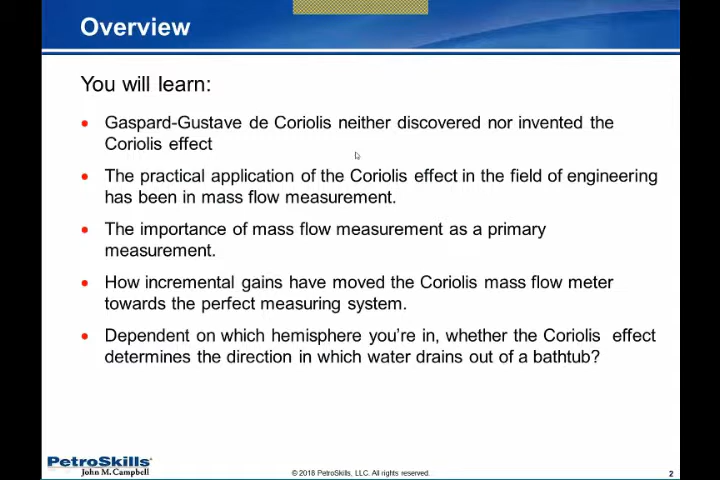 Overview
You will learn:
Gaspard-Gustave de Coriolis neither discovered nor invented the
Coriolis effect
The practical application of the Coriolis effect in the field of engineering
has been in mass flow measurement.
The importance of mass flow measurement as a primary
measurement.
How incremental gains have moved the Coriolis mass flow meter
towards the perfect measuring system.
Dependent on which hemisphere you're in, whether the Coriolis effect
determines the direction in which water drains out of a bathtub?
PetroSkills
John M. Campbell
© 2018 PetroSkills, LLC. All rights reserved.
2